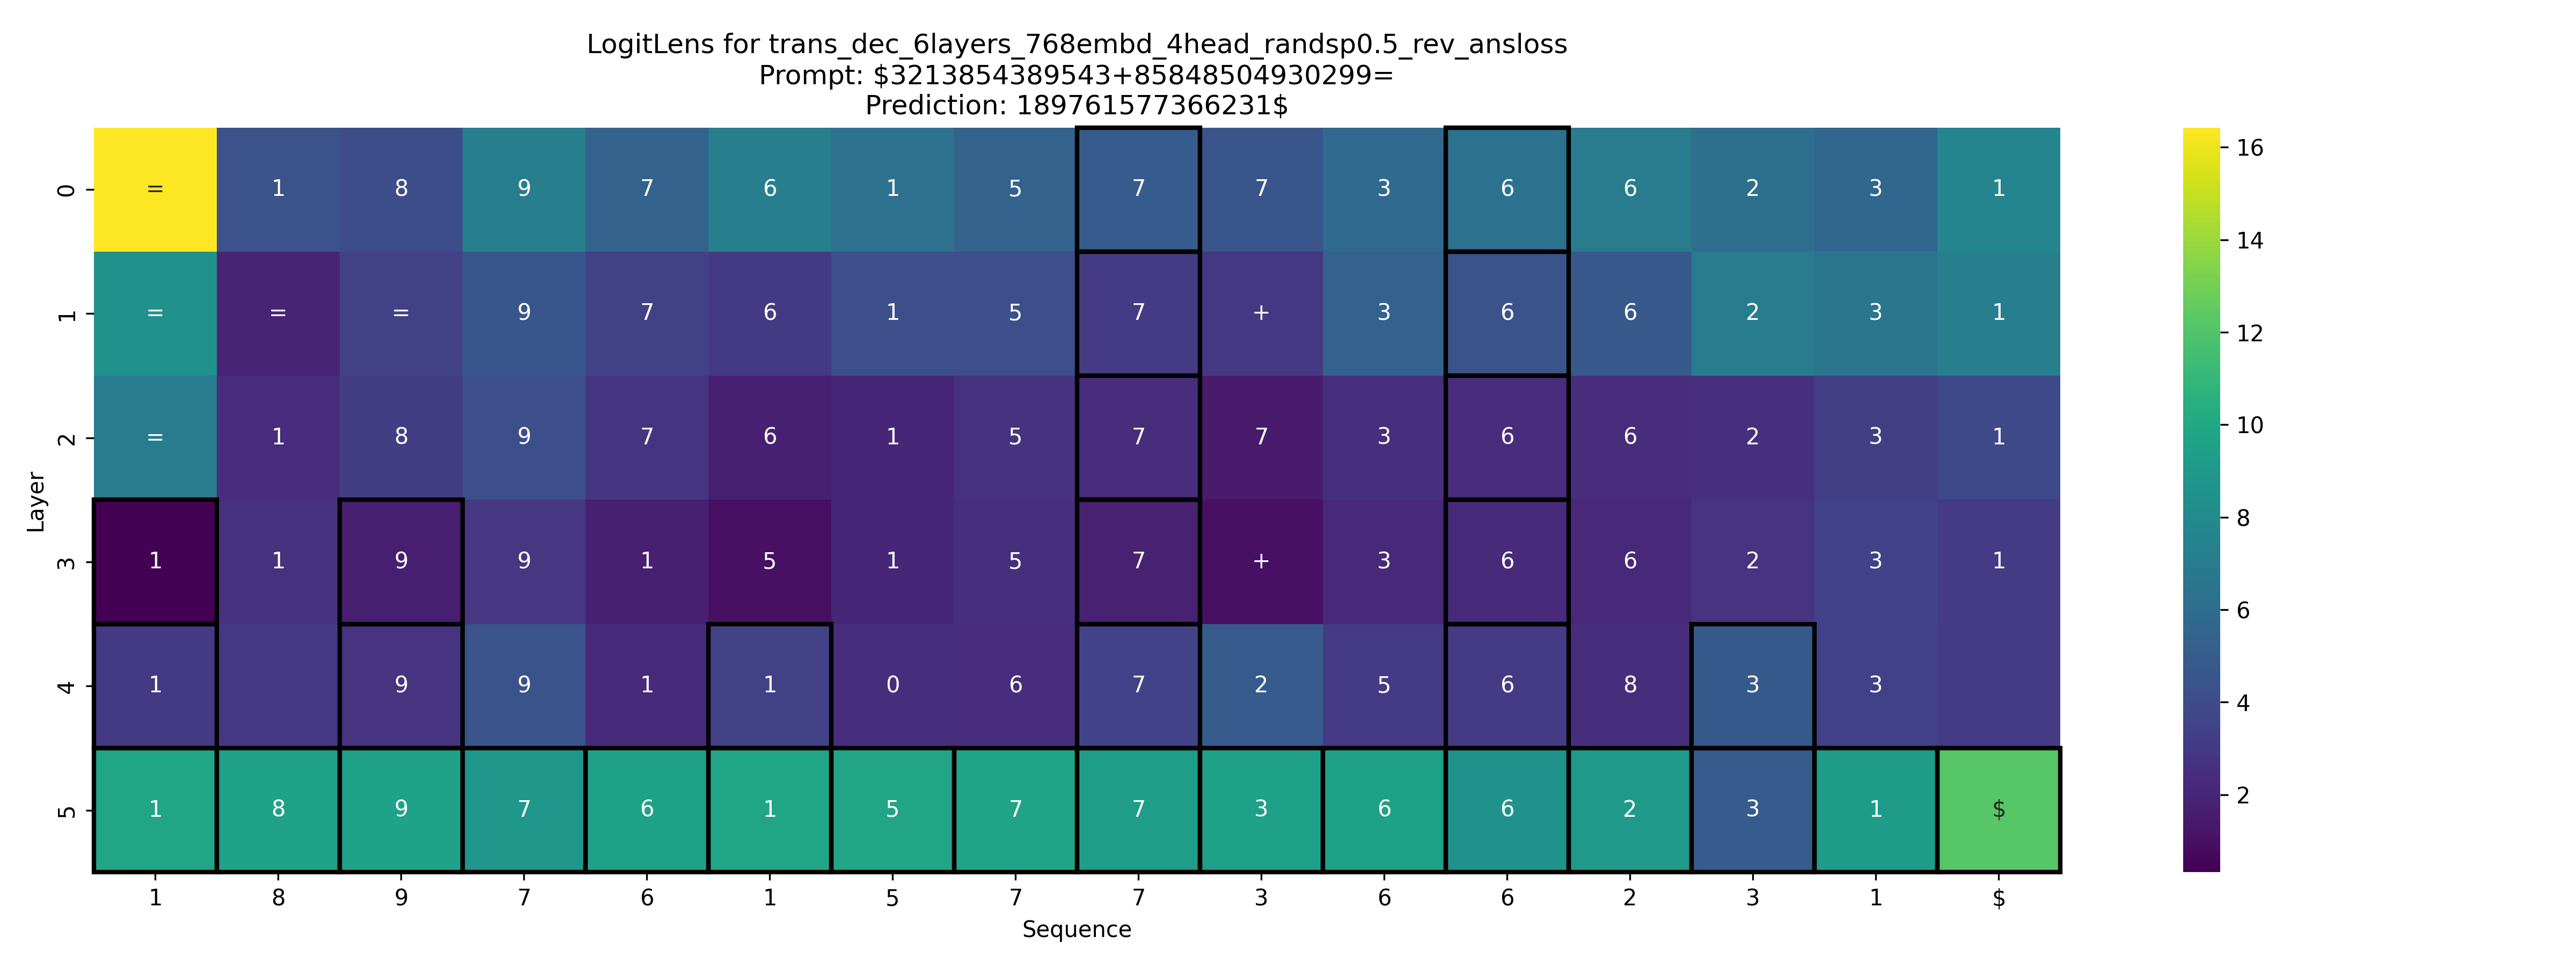 LogitLens for trans_dec_6layers_768embd_4head_randsp0.5_rev_ansloss
Prompt: $3213854389543+85848504930299=
Prediction: 189761577366231$
0 = 1 8 9 7 6 1 5 7 7 3 6 6 2 3 1
1 = = = 9 7 6 1 5 7 + 3 6 6 2 3 1
2 = 1 8 9 7 6 1 5 7 7 3 6 6 2 3 1
3 1 1 9 9 1 5 1 5 7 + 3 6 6 2 3 1
4 1 9 9 1 1 0 6 7 2 5 6 8 3 3
5 1 8 9 7 6 1 5 7 7 3 6 6 2 3 1 $
1 8 9 7 6 1 5 7 7 3 6 6 2 3 1 $
Layer
Sequence
16
14
12
10
8
6
4
2